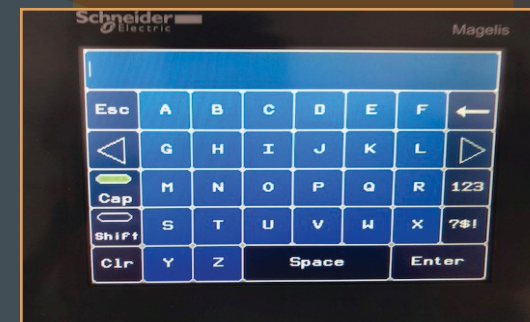 Schneider
Electric
Magelis
Esc A B C D E F
G H I J K L
Cap M N O P Q R 123
Shift S T U V W X ?$!
Clr Y Z Space Enter